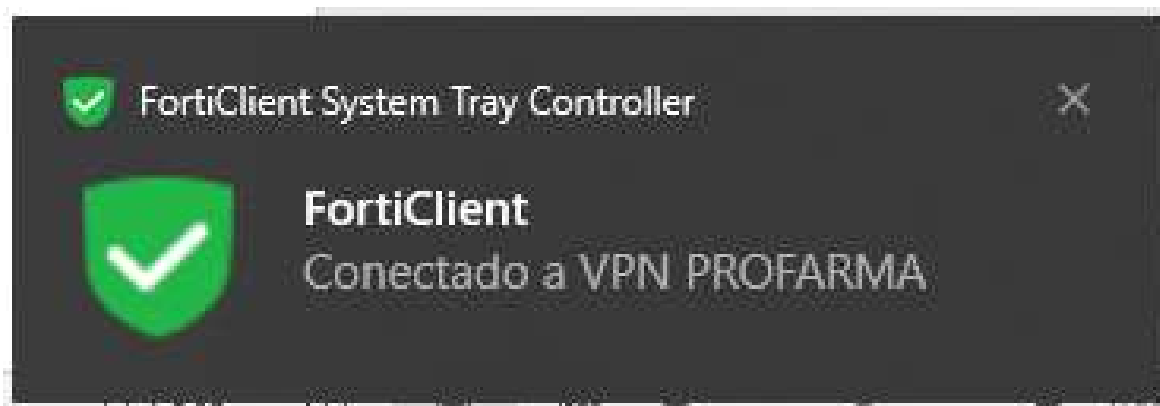 FortiClient System Tray Controller
FortiClient
Conectado a VPN PROFARMA